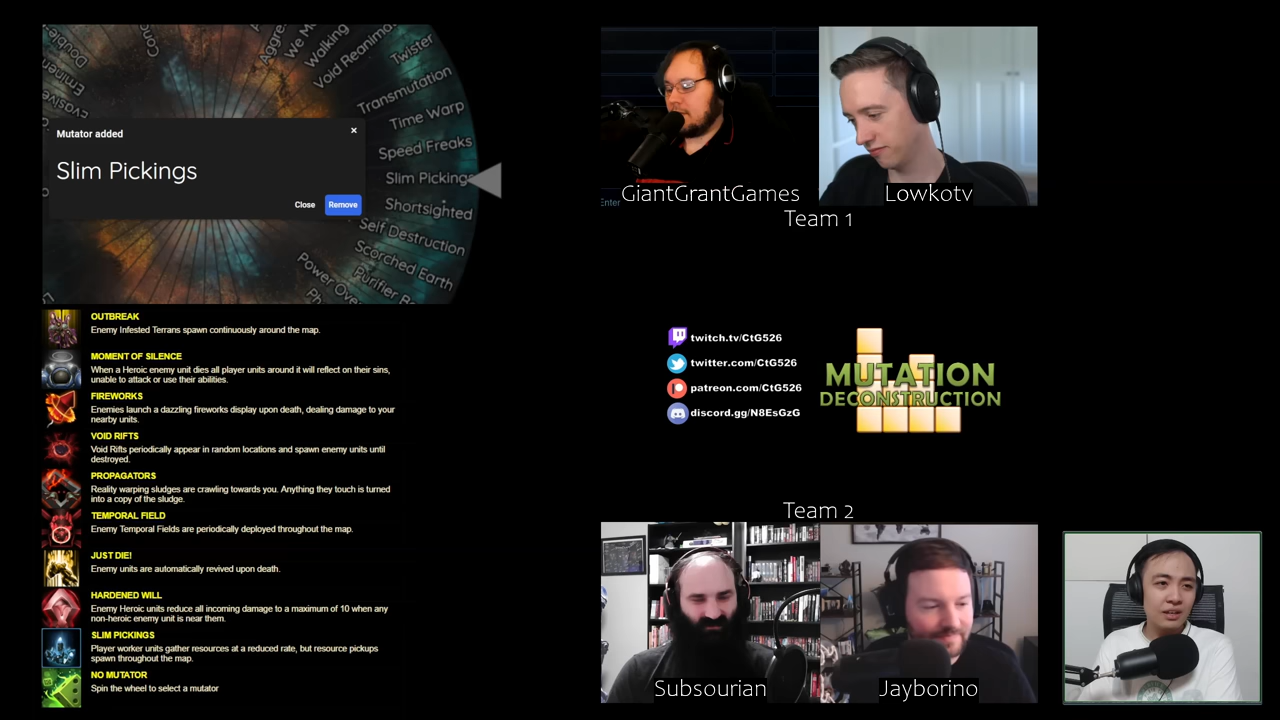 Aggre
We M
Walking
Void Reanima
Twister
Transmutation
Time Warp
Speed Freaks
Slim Pickings
Shortsighted
Self Destruction
Scorched Earth
Purifier B
Power Ove
Ph
Double
Eminen
Evosive
Conc
Mutator added
×
Slim Pickings
Close
Remove
OUTBREAK
Enemy Infested Terrans spawn continuously around the map.
MOMENT OF SILENCE
When a Heroic enemy unit dies all player units around it will reflect on their sins,
unable to attack or use their abilities.
FIREWORKS
Enemies launch a dazzling fireworks display upon death, dealing damage to your
nearby units.
VOID RIFTS
Void Rifts periodically appear in random locations and spawn enemy units until
destroyed.
PROPAGATORS
Reality warping sludges are crawling towards you. Anything they touch is turned
into a copy of the sludge.
TEMPORAL FIELD
Enemy Temporal Fields are periodically deployed throughout the map.
JUST DIE!
Enemy units are automatically revived upon death.
HARDENED WILL
Enemy Heroic units reduce all incoming damage to a maximum of 10 when any
non-heroic enemy unit is near them.
SLIM PICKINGS
Player worker units gather resources at a reduced rate, but resource pickups
spawn throughout the map.
NO MUTATOR
Spin the wheel to select a mutator
Enter
GiantGrantGames
Lowkotv
Team 1
twitch.tv/CtG526
twitter.com/CtG526
patreon.com/CtG526
discord.gg/N8EsGzG
MUTATION
DECONSTRUCTION
Team 2
Subsourian
Jayborino